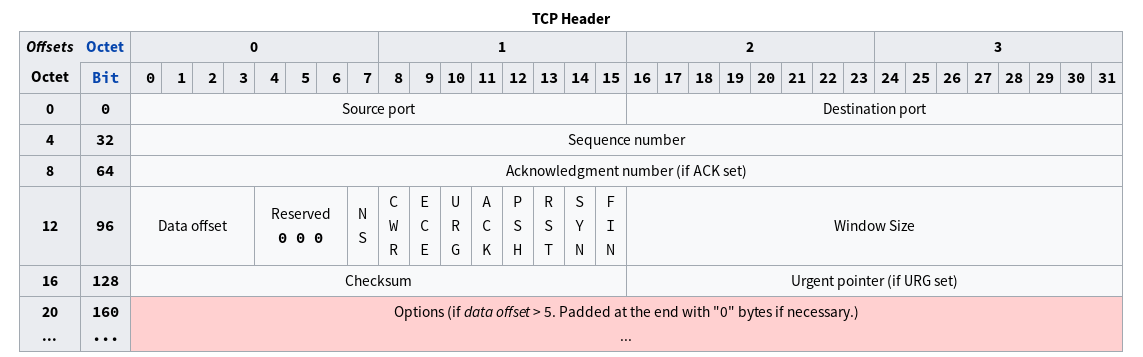 TCP Header
Offsets Octet 0 1 2 3
Octet Bit 0 1 2 3 4 5 6 7 8 9 10 11 12 13 14 15 16 17 18 19 20 21 22 23 24 25 26 27 28 29 30 31
0 0 Source port Destination port
4 32 Sequence number
8 64 Acknowledgment number (if ACK set)
12 96 Data offset Reserved 0 0 0 NS CWR ECE URG ACK PSH RST SYN FIN Window Size
16 128 Checksum Urgent pointer (if URG set)
20 160 Options (if data offset > 5. Padded at the end with "0" bytes if necessary.)
... ... ...